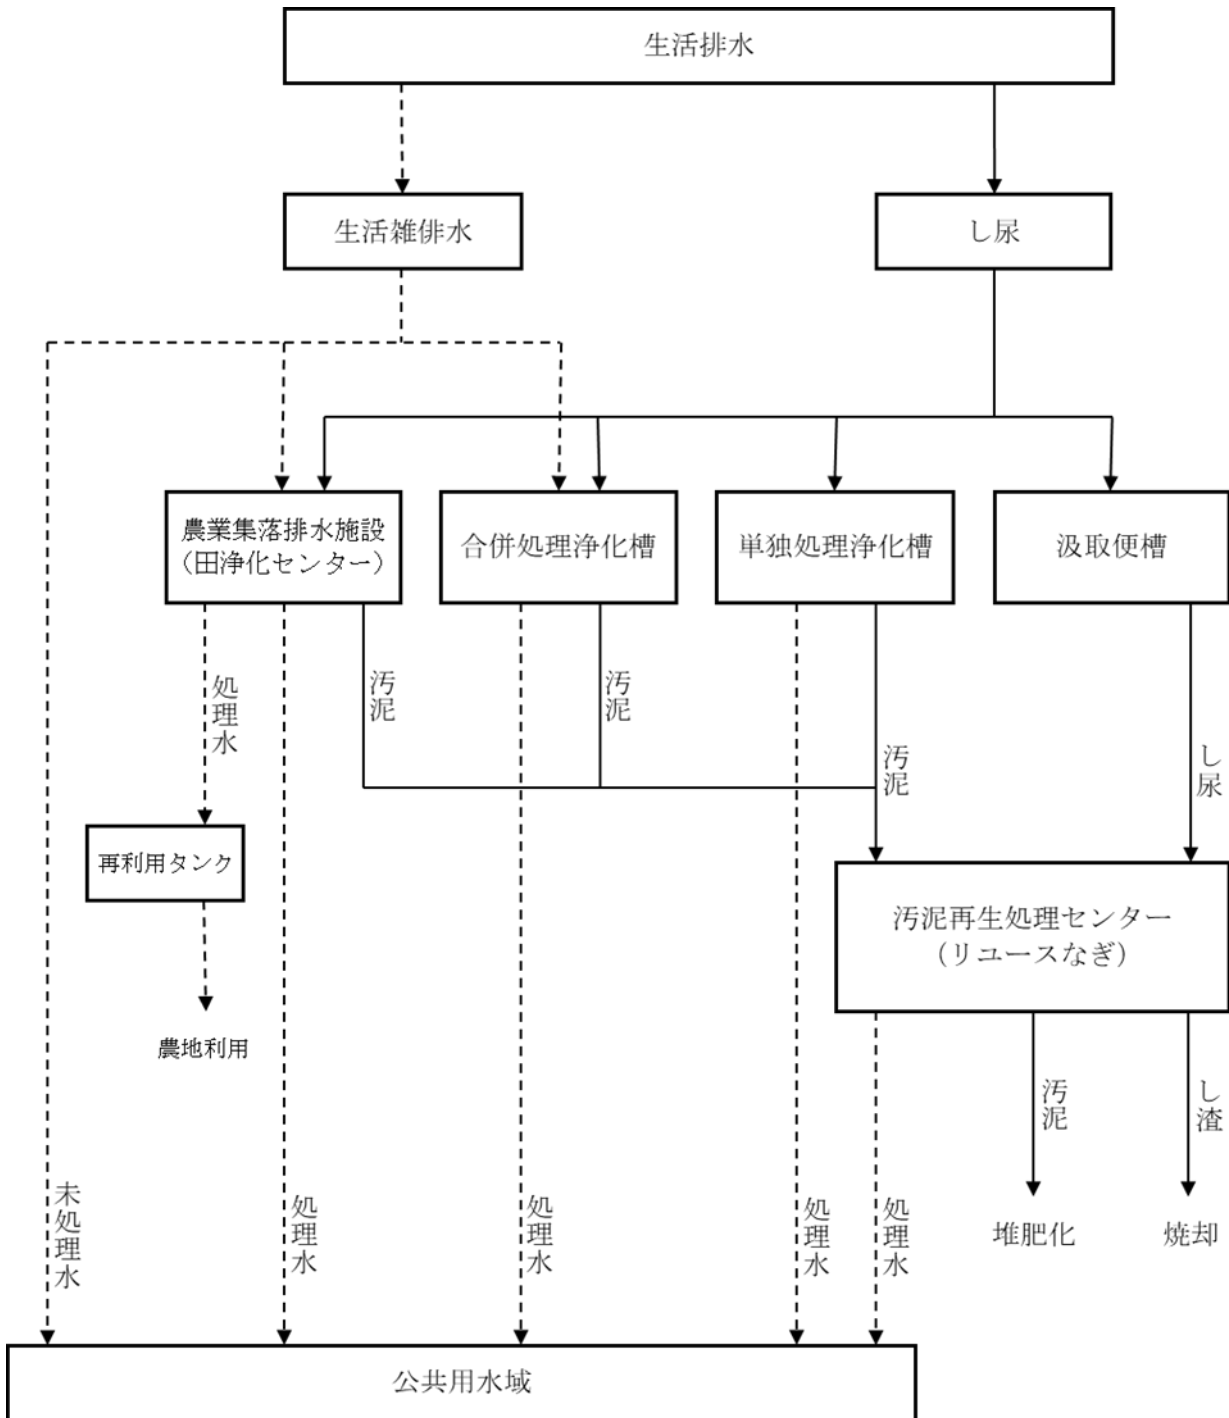 生活排水
生活雑俳水
し尿
農業集落排水施設
（田浄化センター）
合併処理浄化槽
単独処理浄化槽
汲取便槽
処理水
汚泥
汚泥
汚泥
し尿
再利用タンク
汚泥再生処理センター
（リユースなぎ）
農地利用
汚泥
し渣
未処理水
処理水
処理水
処理水
処理水
堆肥化
焼却
公共用水域